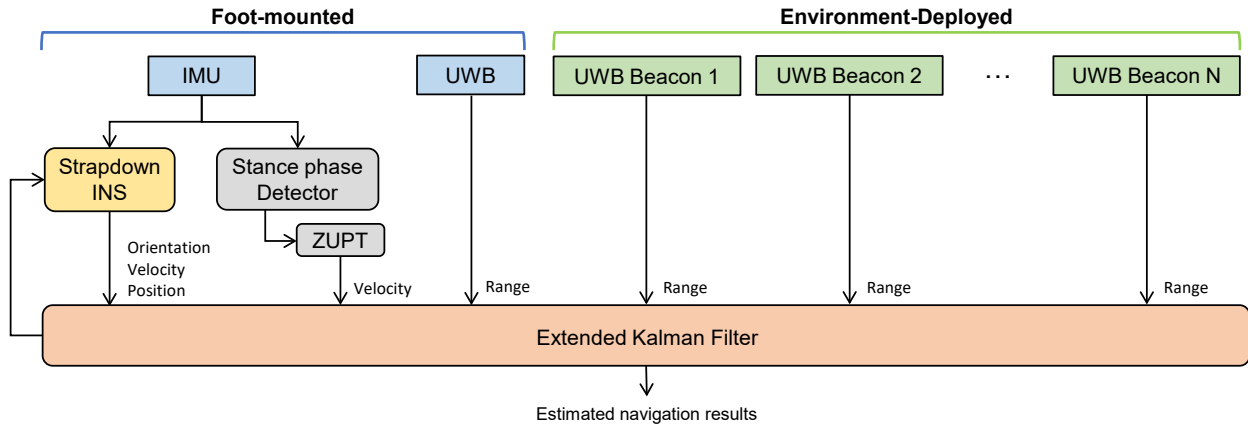 Foot-mounted
Environment-Deployed
IMU
UWB
UWB Beacon 1
UWB Beacon 2
...
UWB Beacon N
Strapdown
INS
Stance phase
Detector
ZUPT
Orientation
Velocity
Position
Velocity
Range
Range
Range
Range
Extended Kalman Filter
Estimated navigation results